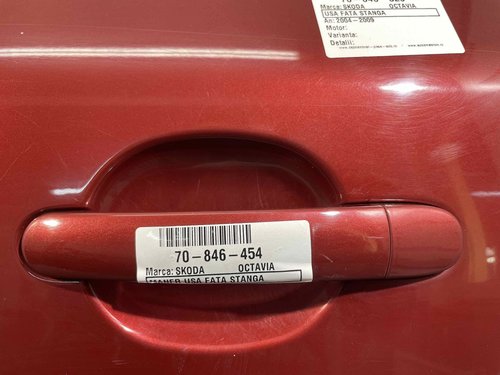 Marca: SKODA OCTAVIA
USA FATA STANGA
An: 2004-2009
Motor:
Varianta:
Detalii:
70-846-454
Marca: SKODA OCTAVIA
MANER USA FATA STANGA